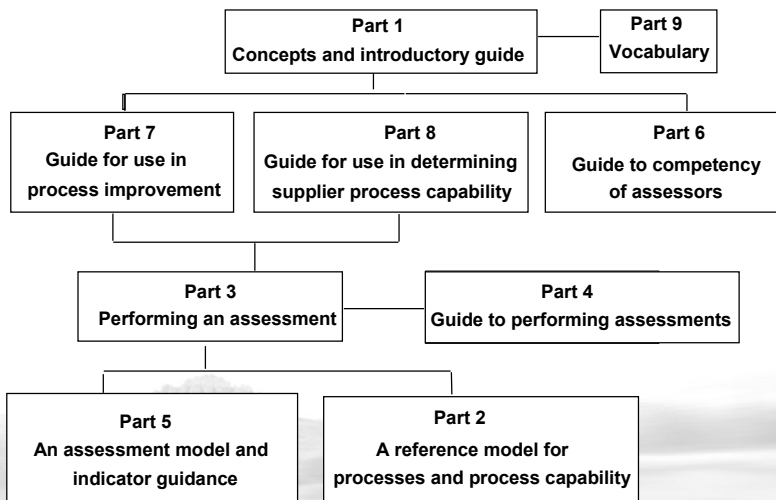 Part 1
Concepts and introductory guide
Part 9
Vocabulary
Part 7
Guide for use in
process improvement
Part 8
Guide for use in determining
supplier process capability
Part 6
Guide to competency
of assessors
Part 3
Performing an assessment
Part 4
Guide to performing assessments
Part 5
An assessment model and
indicator guidance
Part 2
A reference model for
processes and process capability